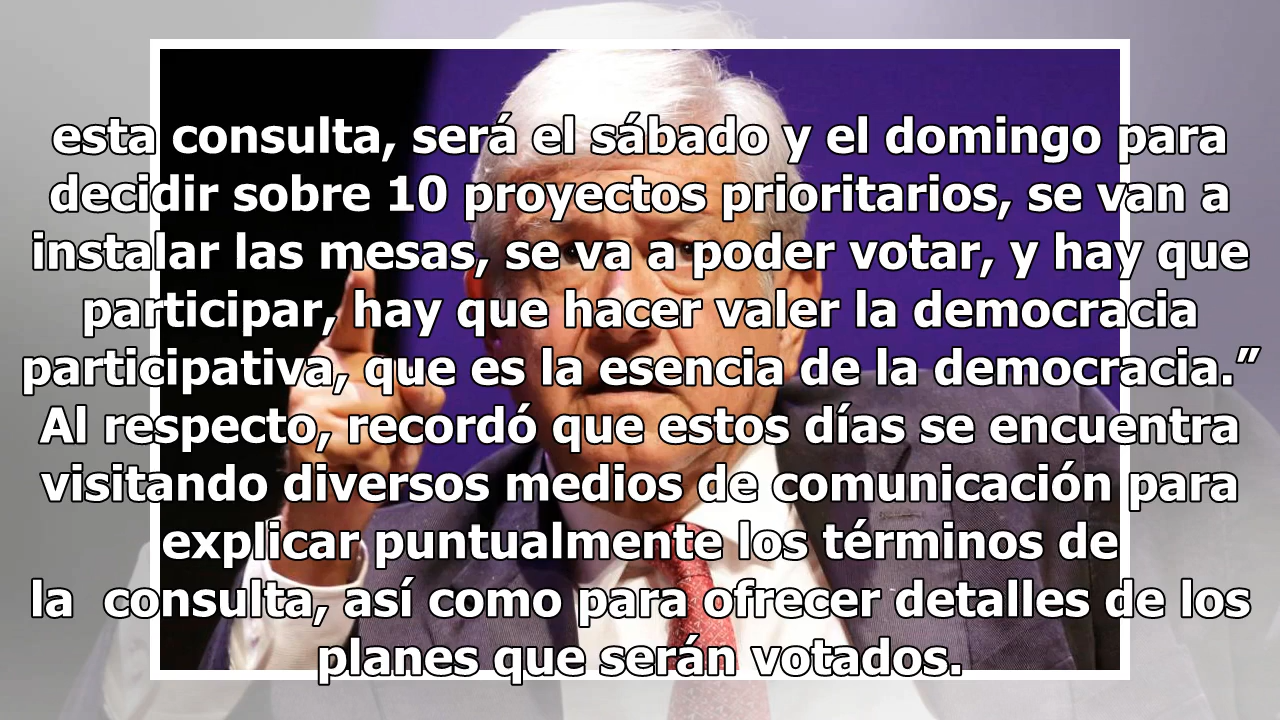 esta consulta, será el sábado y el domingo para
decidir sobre 10 proyectos prioritarios, se van a
instalar las mesas, se va a poder votar, y hay que
participar, hay que hacer valer la democracia
participativa, que es la esencia de la democracia.”
Al respecto, recordó que estos días se encuentra
visitando diversos medios de comunicación para
explicar puntualmente los términos de
la  consulta, así como para ofrecer detalles de los
planes que serán votados.